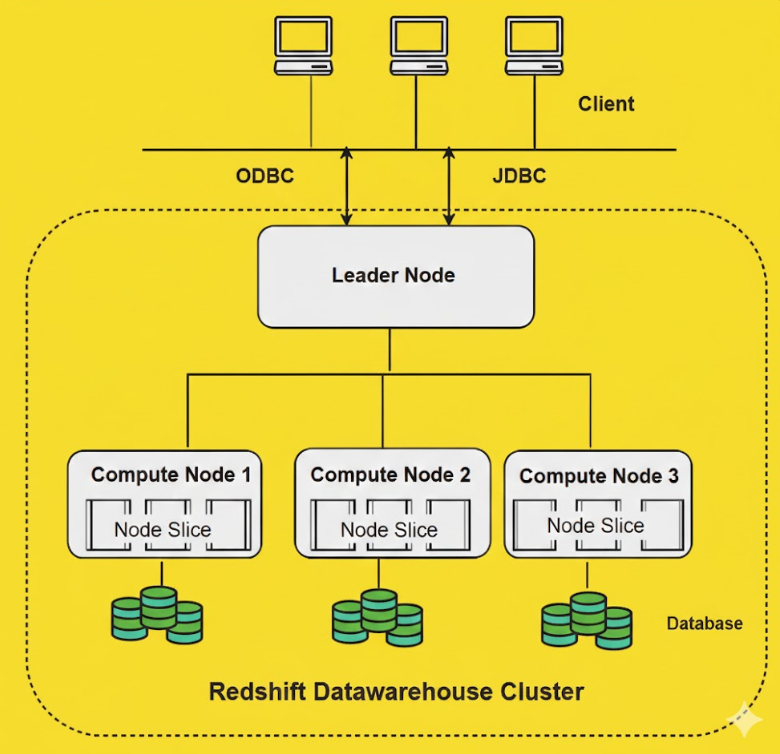 Client
ODBC
JDBC
Leader Node
Compute Node 1
Compute Node 2
Compute Node 3
Node Slice
Node Slice
Node Slice
Database
Redshift Datawarehouse Cluster